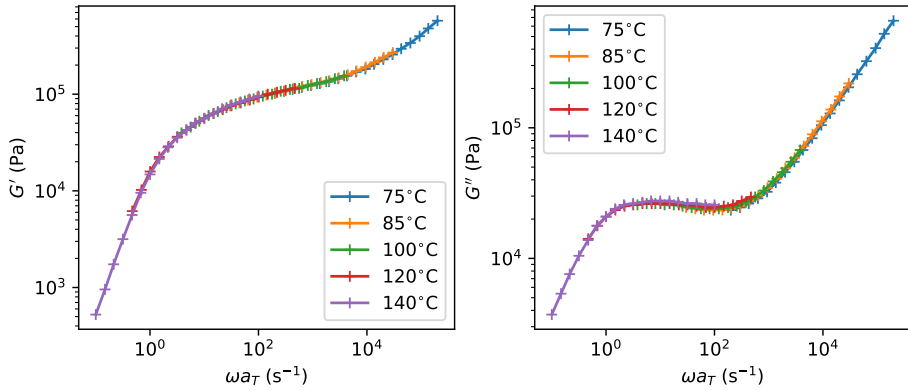 G′ (Pa)
10⁵
10⁴
10³
10⁰
10²
10⁴
ωa_T (s⁻¹)
75°C
85°C
100°C
120°C
140°C
G″ (Pa)
10⁵
10⁴
10⁰
10²
10⁴
ωa_T (s⁻¹)
75°C
85°C
100°C
120°C
140°C